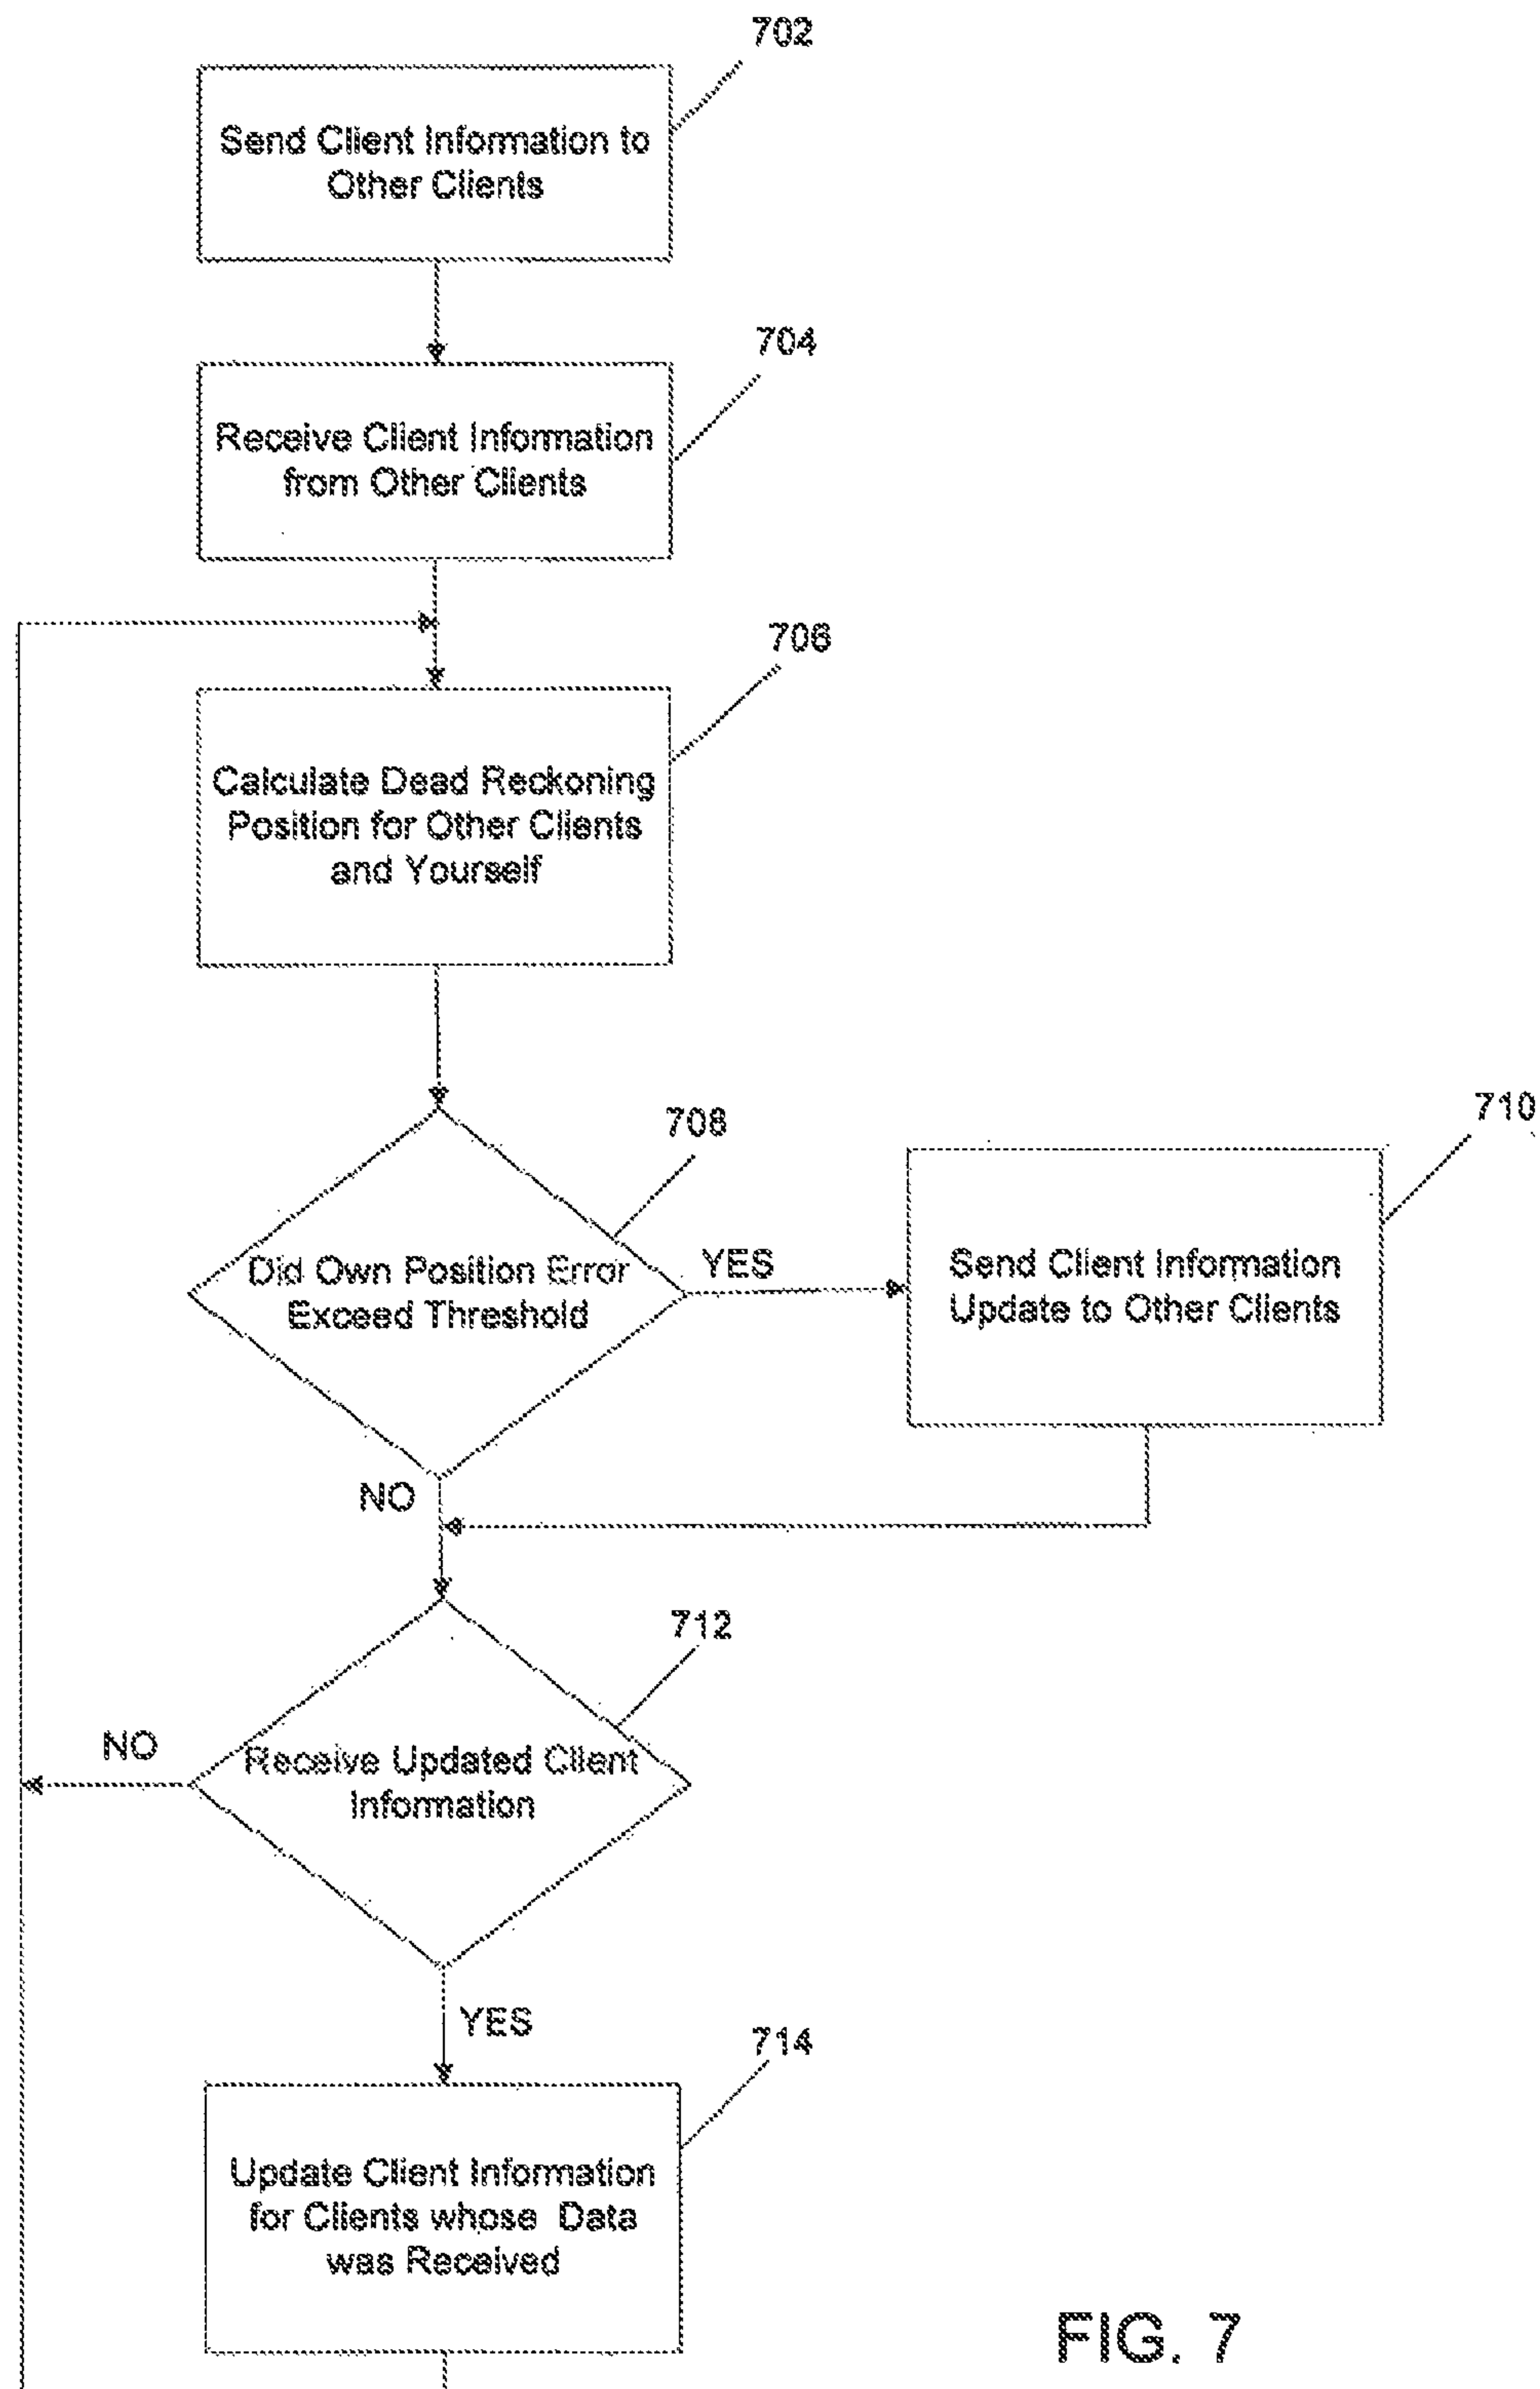 702
Send Client Information to
Other Clients
704
Receive Client Information
from Other Clients
706
Calculate Dead Reckoning
Position for Other Clients
and Yourself
708
Did Own Position Error
Exceed Threshold
YES
710
Send Client Information
Update to Other Clients
NO
712
Receive Updated Client
Information
NO
YES
714
Update Client Information
for Clients whose Data
was Received
FIG. 7